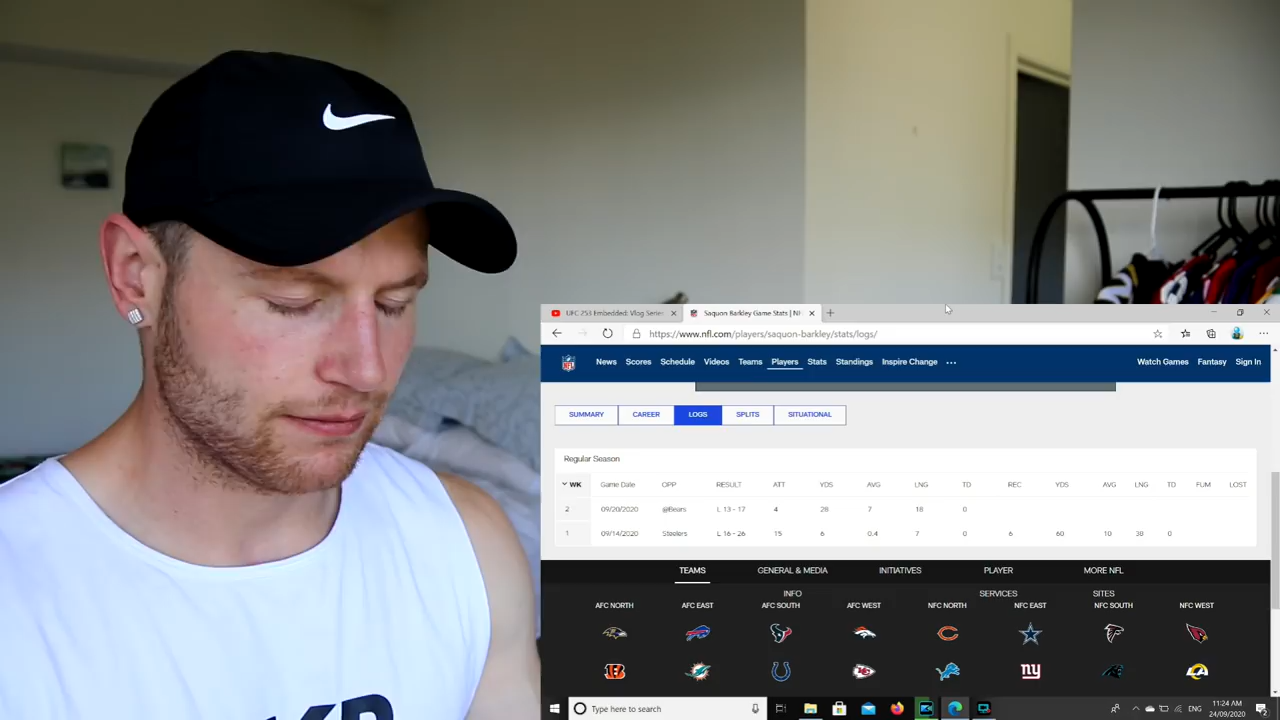 UFC 253 Embedded: Vlog Series
Saquon Barkley Game Stats | NF
https://www.nfl.com/players/saquon-barkley/stats/logs/
NFL
News Scores Schedule Videos Teams Players Stats Standings Inspire Change ••• Watch Games Fantasy Sign In
SUMMARY CAREER LOGS SPLITS SITUATIONAL
Regular Season
WK Game Date OPP RESULT ATT YDS AVG LNG TD REC YDS AVG LNG TD FUM LOST
2 09/20/2020 @Bears L 13 - 17 4 28 7 18 0
1 09/14/2020 Steelers L 16 - 26 15 6 0.4 7 0 6 60 10 38 0
TEAMS GENERAL & MEDIA INITIATIVES PLAYER MORE NFL
INFO SERVICES SITES
AFC NORTH AFC EAST AFC SOUTH AFC WEST NFC NORTH NFC EAST NFC SOUTH NFC WEST
ny
Type here to search
11:24 AM
24/09/2020